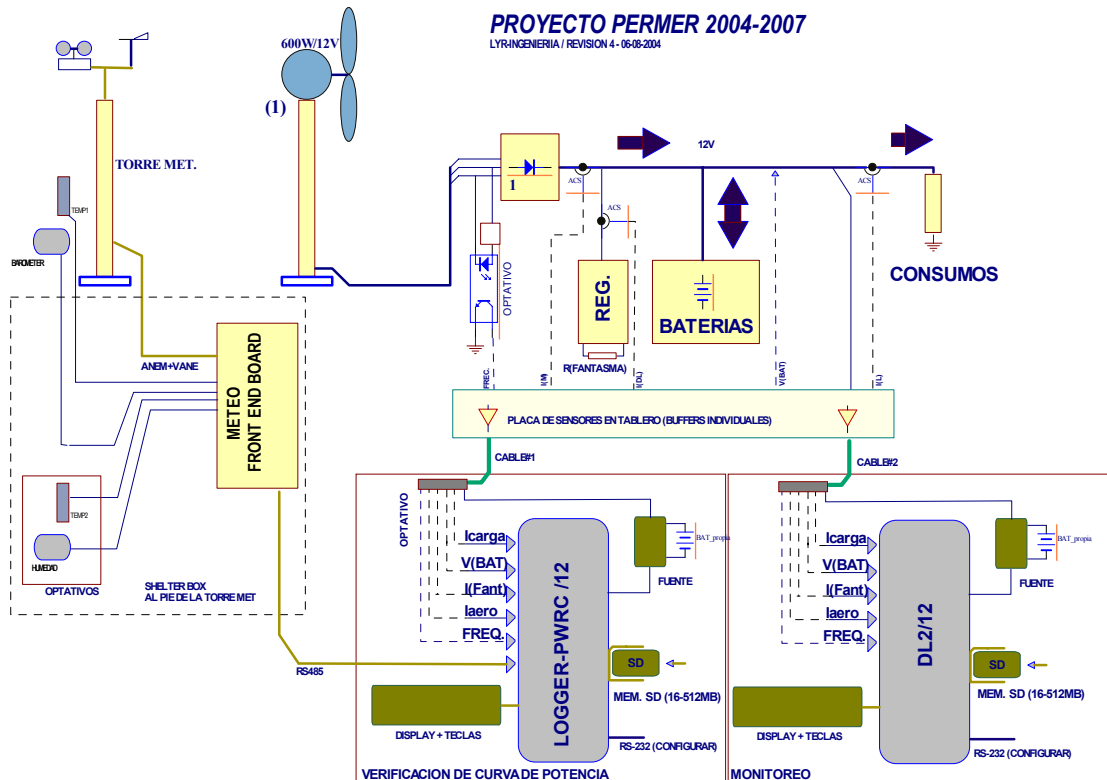 PROYECTO PERMER 2004-2007
LYR-INGENIERIIA / REVISION 4 - 06-08-2004
600W/12V
(1)
TORRE MET.
TEMP1
BAROMETER
12V
1
ACS
ACS
ACS
OPTATIVO
REG.
BATERIAS
CONSUMOS
R(FANTASMA)
ANEM+VANE
METEO
FRONT END BOARD
FREC.
I(M)
I(DL)
V(BAT)
I(L)
PLACA DE SENSORES EN TABLERO (BUFFERS INDIVIDUALES)
CABLE#1
CABLE#2
TEMP2
HUMEDAD
OPTATIVOS
SHELTER BOX
AL PIE DE LA TORRE MET
RS485
OPTATIVO
Icarga
V(BAT)
I(Fant)
Iaero
FREQ.
LOGGER-PWRC /12
BAT_propia
FUENTE
SD
MEM. SD (16-512MB)
DISPLAY + TECLAS
RS-232 (CONFIGURAR)
VERIFICACION DE CURVA DE POTENCIA
Icarga
V(BAT)
I(Fant)
Iaero
FREQ.
DL2/12
BAT_propia
FUENTE
SD
MEM. SD (16-512MB)
DISPLAY + TECLAS
RS-232 (CONFIGURAR)
MONITOREO